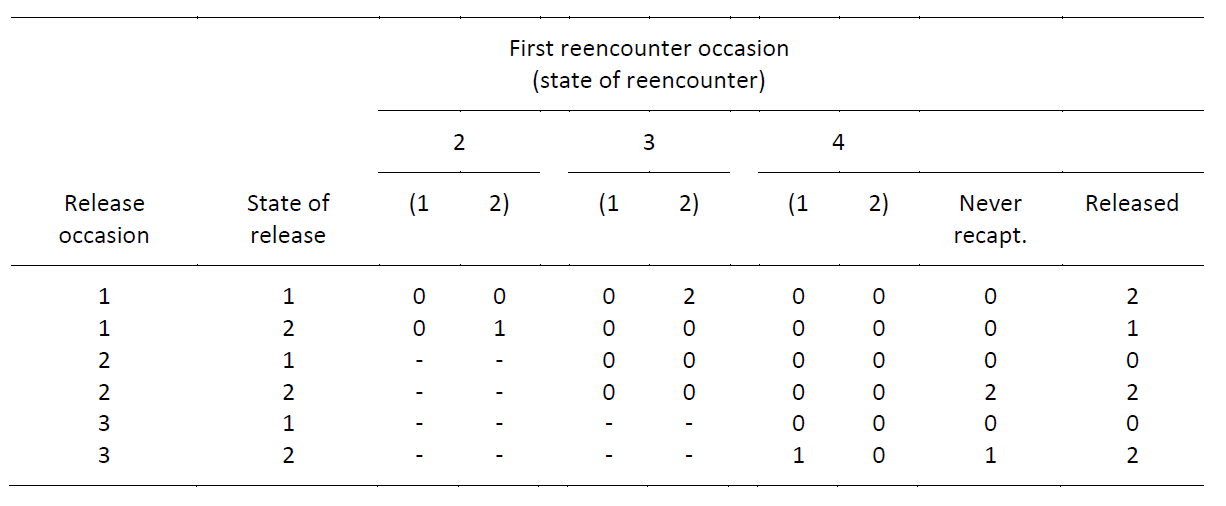 First reencounter occasion
(state of reencounter)
2 3 4
Release occasion State of release (1 2) (1 2) (1 2) Never recapt. Released
1 1 0 0 0 2 0 0 0 2
1 2 0 1 0 0 0 0 0 1
2 1 - - 0 0 0 0 0 0
2 2 - - 0 0 0 0 2 2
3 1 - - - - 0 0 0 0
3 2 - - - - 1 0 1 2